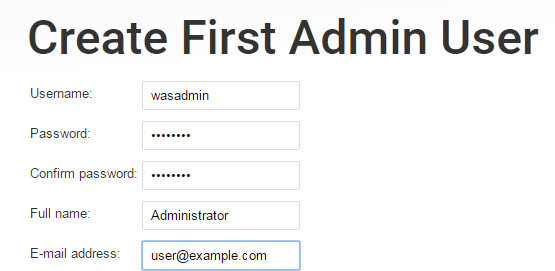 Create First Admin User
Username: wasadmin
Password: ••••••••
Confirm password: ••••••••
Full name: Administrator
E-mail address: user@example.com